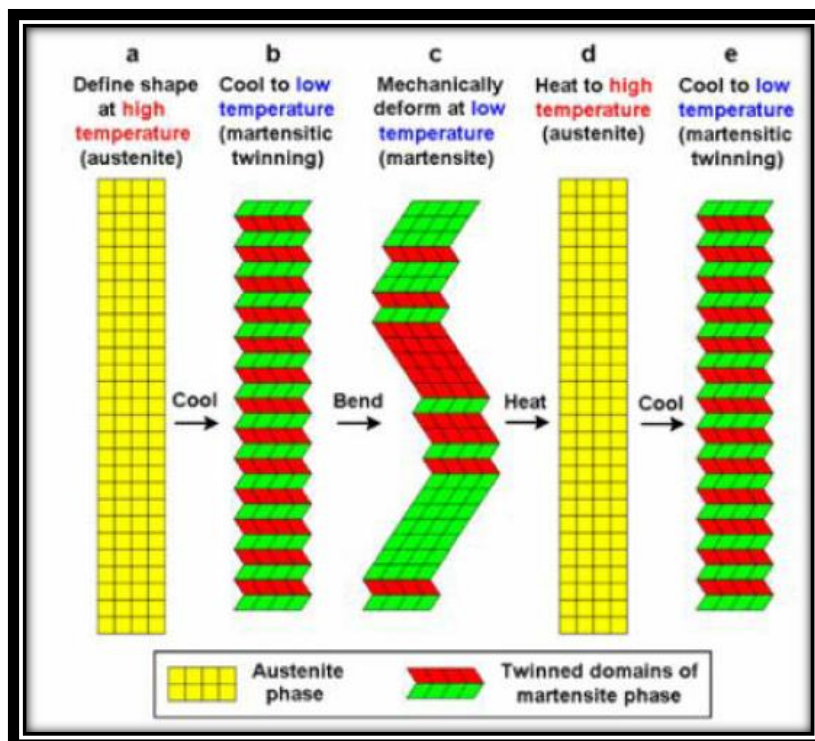 a
Define shape
at high
temperature
(austenite)
b
Cool to low
temperature
(martensitic
twinning)
c
Mechanically
deform at low
temperature
(martensite)
d
Heat to high
temperature
(austenite)
e
Cool to low
temperature
(martsitic
twinning)
Cool
Bend
Heat
Cool
Austenite
phase
Twinned domains of
martensite phase